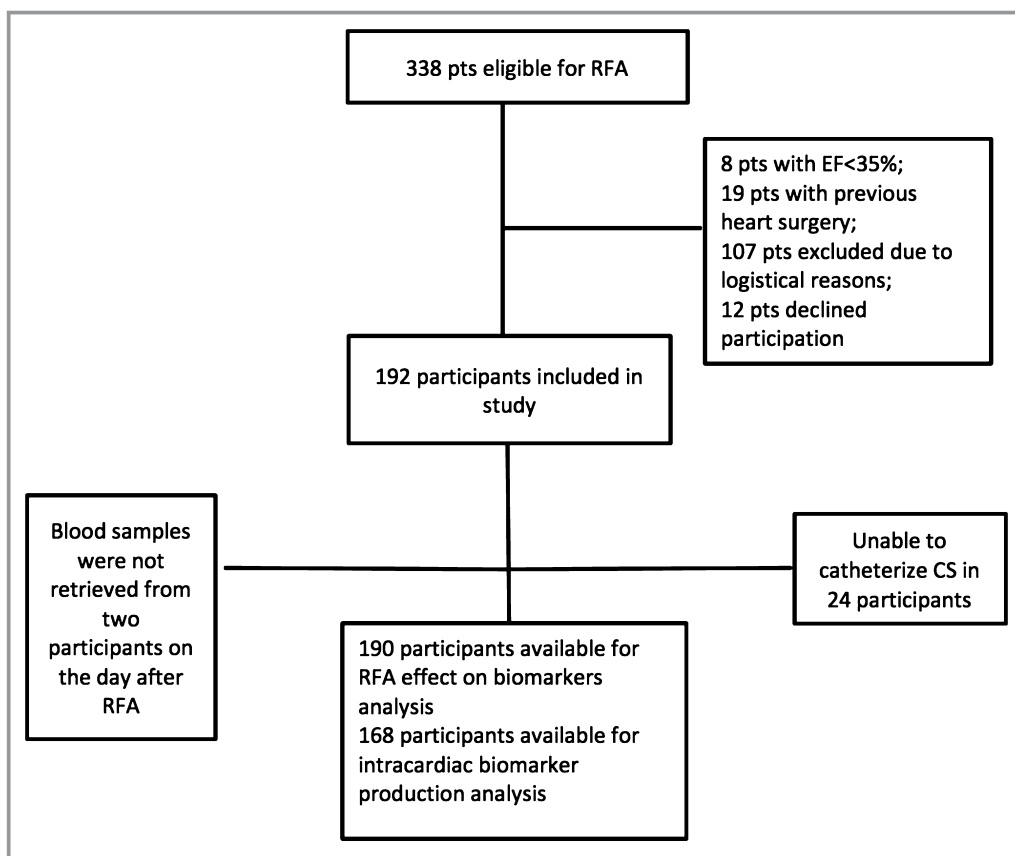 338 pts eligible for RFA
8 pts with EF<35%;
19 pts with previous
heart surgery;
107 pts excluded due to
logistical reasons;
12 pts declined
participation
192 participants included in
study
Blood samples
were not
retrieved from
two
participants on
the day after
RFA
Unable to
catheterize CS in
24 participants
190 participants available for
RFA effect on biomarkers
analysis
168 participants available for
intracardiac biomarker
production analysis